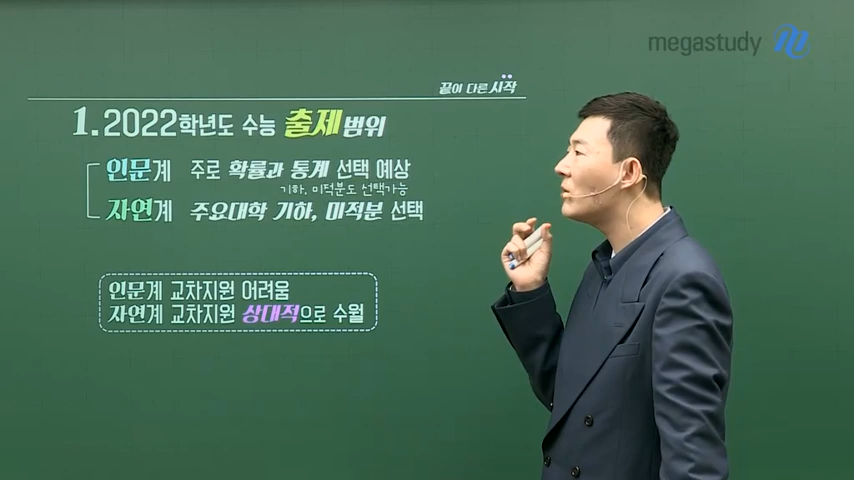 megastudy
끝이 다른 시작
1. 2022학년도 수능 출제 범위
인문계 주로 확률과 통계 선택 예상
기하, 미적분도 선택가능
자연계 주요대학 기하, 미적분 선택
인문계 교차지원 어려움
자연계 교차지원 상대적으로 수월